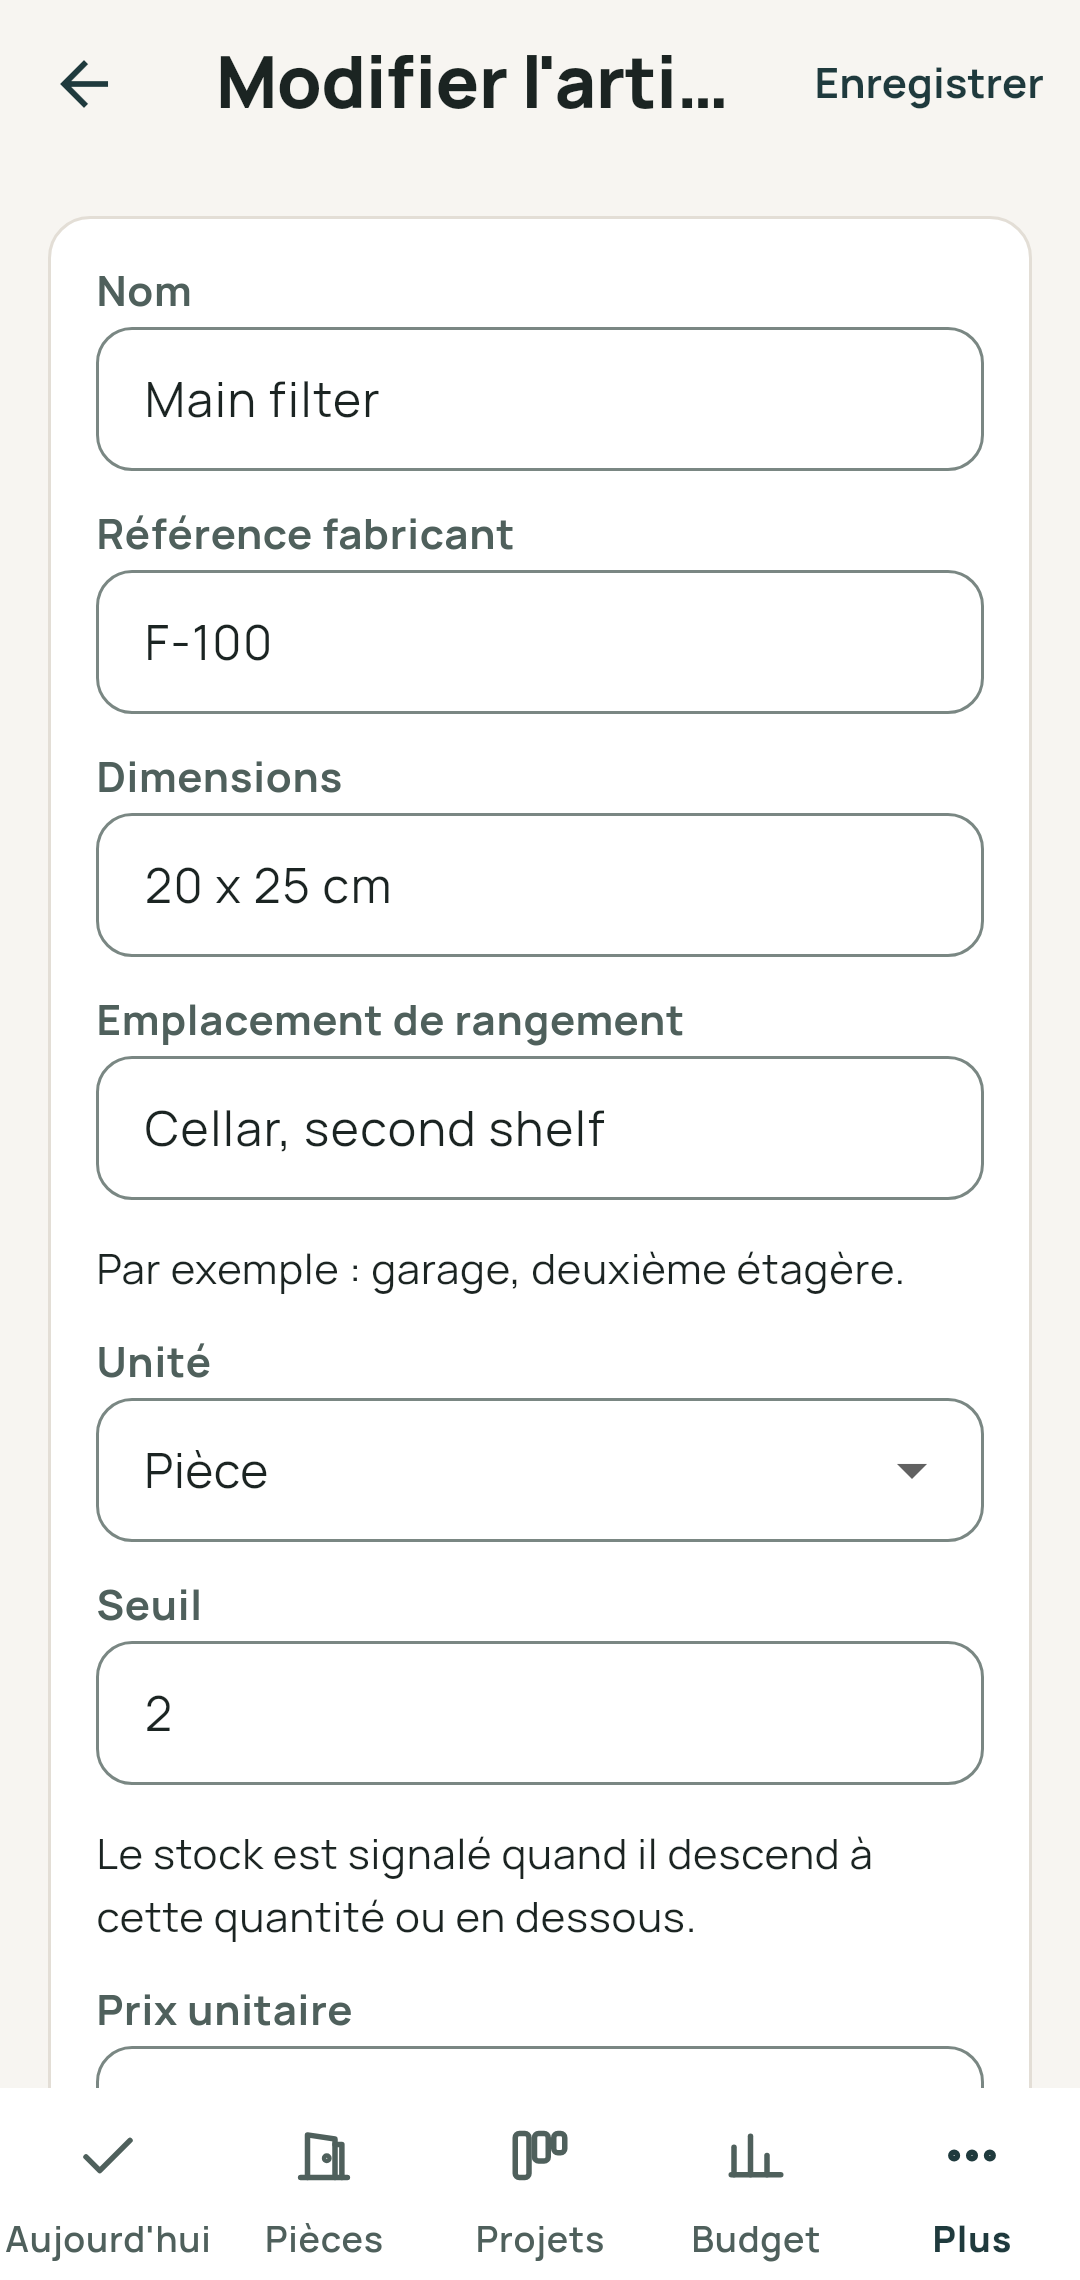 Modifier l'arti...
Enregistrer
Nom
Main filter
Référence fabricant
F-100
Dimensions
20 x 25 cm
Emplacement de rangement
Cellar, second shelf
Par exemple : garage, deuxième étagère.
Unité
Pièce
Seuil
2
Le stock est signalé quand il descend à
cette quantité ou en dessous.
Prix unitaire
Aujourd'hui
Pièces
Projets
Budget
Plus